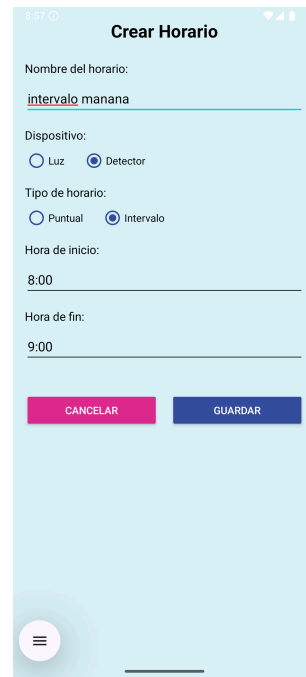 8:57
Crear Horario
Nombre del horario:
intervalo manana
Dispositivo:
Luz Detector
Tipo de horario:
Puntual Intervalo
Hora de inicio:
8:00
Hora de fin:
9:00
CANCELAR GUARDAR